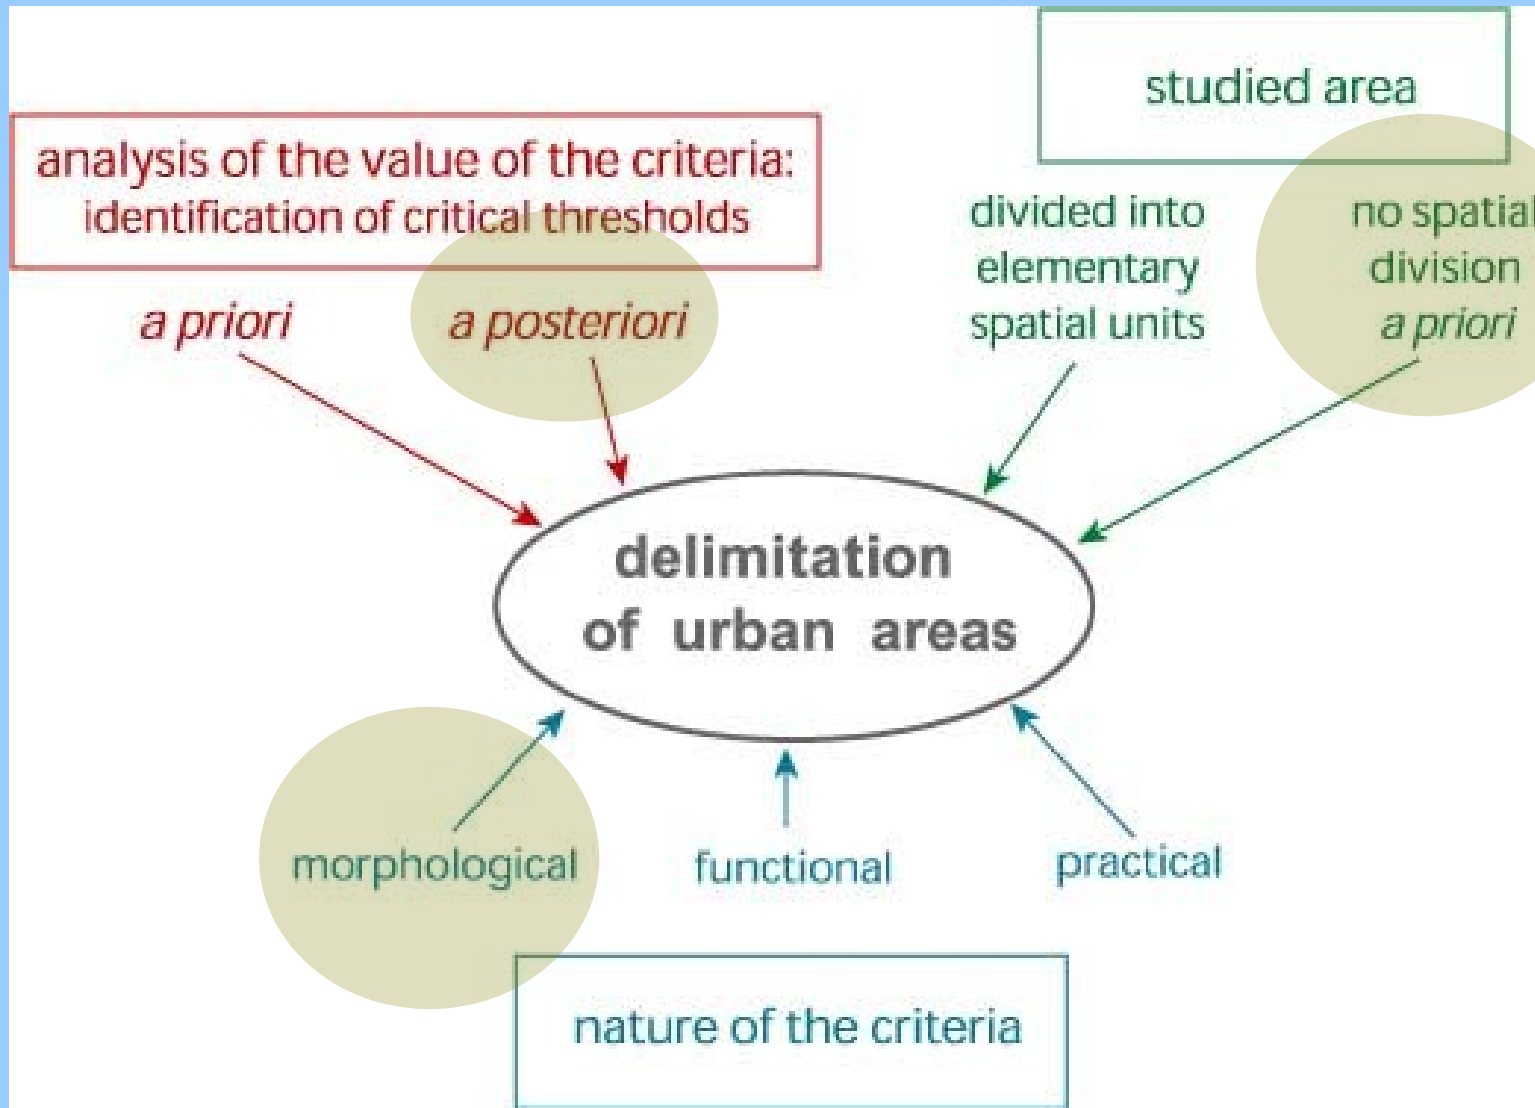 studied area
analysis of the value of the criteria:
identification of critical thresholds
a priori
a posteriori
divided into
elementary
spatial units
no spatial
division
a priori
delimitation
of urban areas
morphological
functional
practical
nature of the criteria